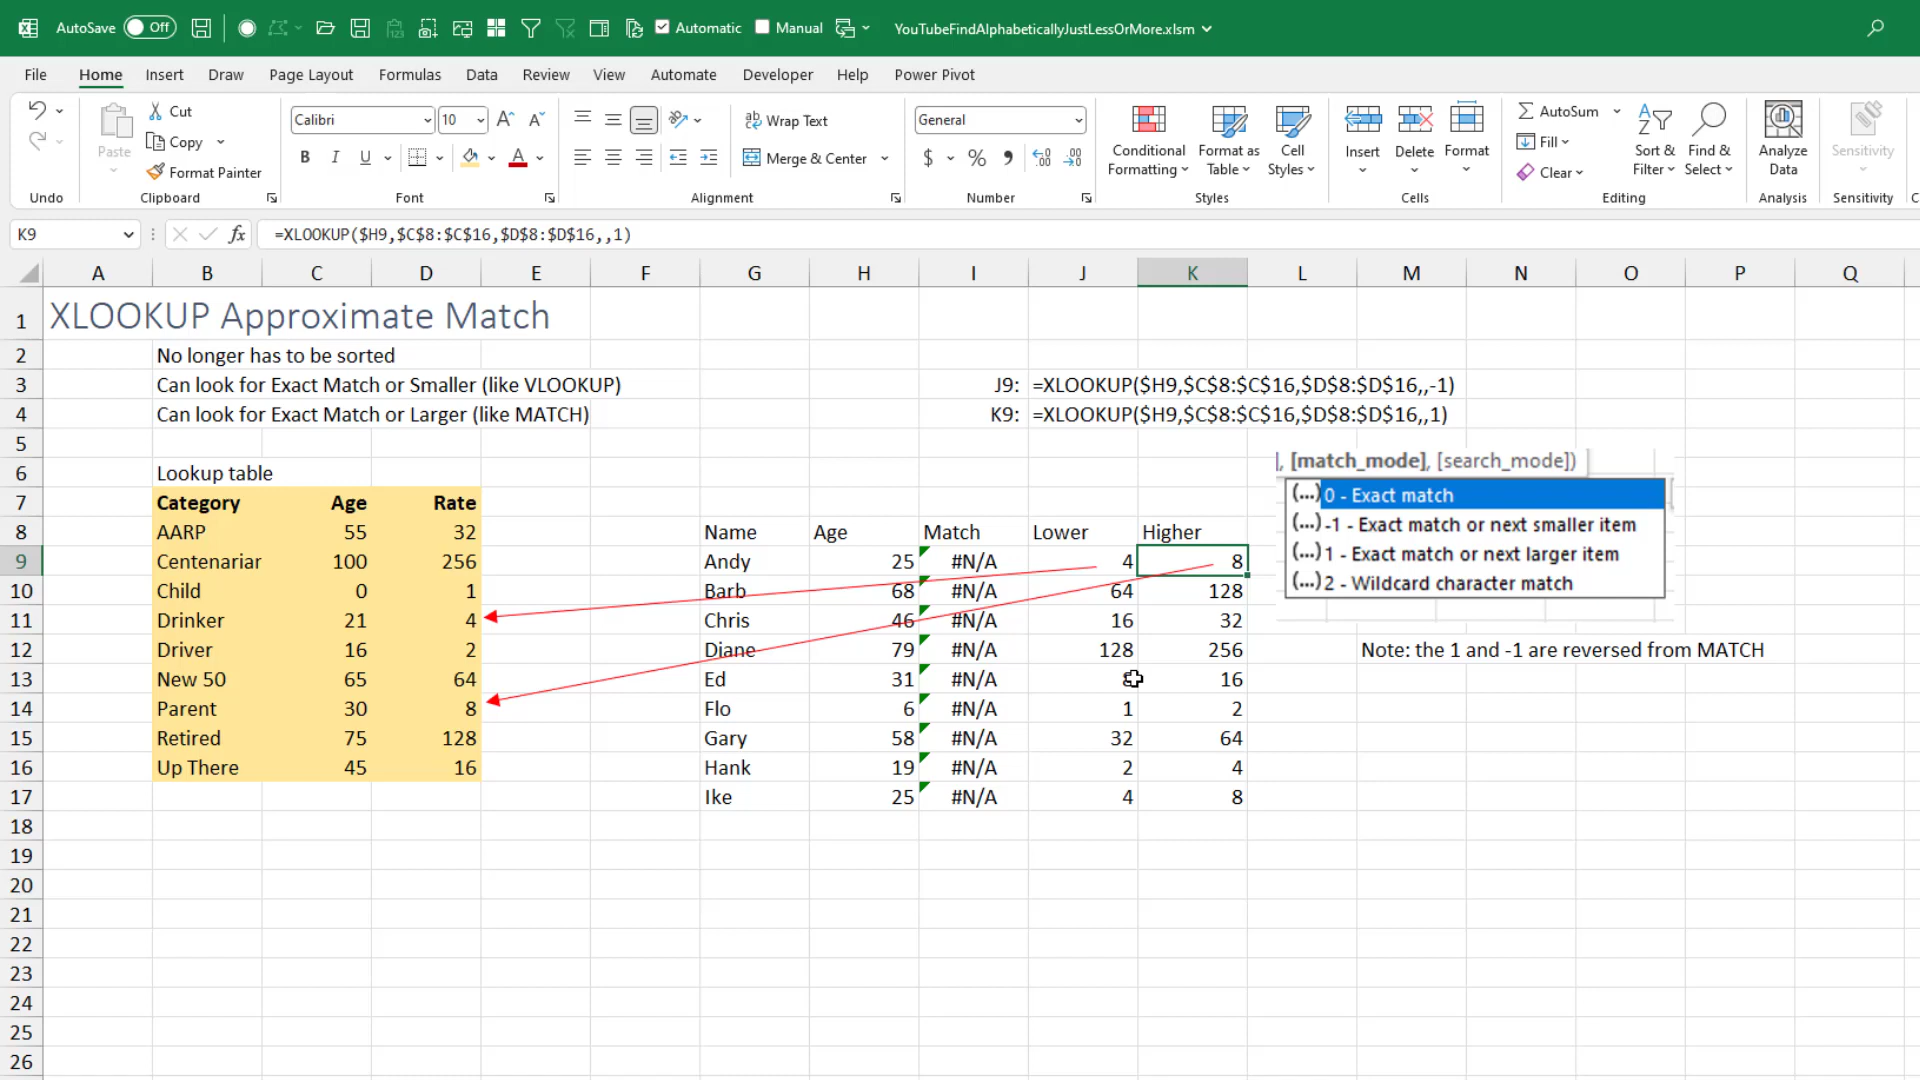 AutoSave Off Automatic Manual YouTubeFindAlphabeticallyJustLessOrMore.xlsm
File Home Insert Draw Page Layout Formulas Data Review View Automate Developer Help Power Pivot
Paste Cut Copy Format Painter
Calibri 10 B I U
Wrap Text Merge & Center
General $ %
Conditional Formatting Format as Table Cell Styles
Insert Delete Format
AutoSum Fill Clear Sort & Filter Find & Select
Analyze Data Sensitivity
Undo Clipboard Font Alignment Number Styles Cells Editing Analysis Sensitivity
K9 fx =XLOOKUP($H9,$C$8:$C$16,$D$8:$D$16,,1)
A B C D E F G H I J K L M N O P Q
1 XLOOKUP Approximate Match
2 No longer has to be sorted
3 Can look for Exact Match or Smaller (like VLOOKUP) J9: =XLOOKUP($H9,$C$8:$C$16,$D$8:$D$16,,-1)
4 Can look for Exact Match or Larger (like MATCH) K9: =XLOOKUP($H9,$C$8:$C$16,$D$8:$D$16,,1)
5
6 Lookup table
7 Category Age Rate
8 AARP 55 32 Name Age Match Lower Higher
9 Centenariar 100 256 Andy 25 #N/A 4 8
10 Child 0 1 Barb 68 #N/A 64 128
11 Drinker 21 4 Chris 46 #N/A 16 32
12 Driver 16 2 Diane 79 #N/A 128 256
13 New 50 65 64 Ed 31 #N/A 16
14 Parent 30 8 Flo 6 #N/A 1 2
15 Retired 75 128 Gary 58 #N/A 32 64
16 Up There 45 16 Hank 19 #N/A 2 4
17 Ike 25 #N/A 4 8
18
19
20
21
22
23
24
25
26
], [match_mode], [search_mode])
(...) 0 - Exact match
(...) -1 - Exact match or next smaller item
(...) 1 - Exact match or next larger item
(...) 2 - Wildcard character match
Note: the 1 and -1 are reversed from MATCH